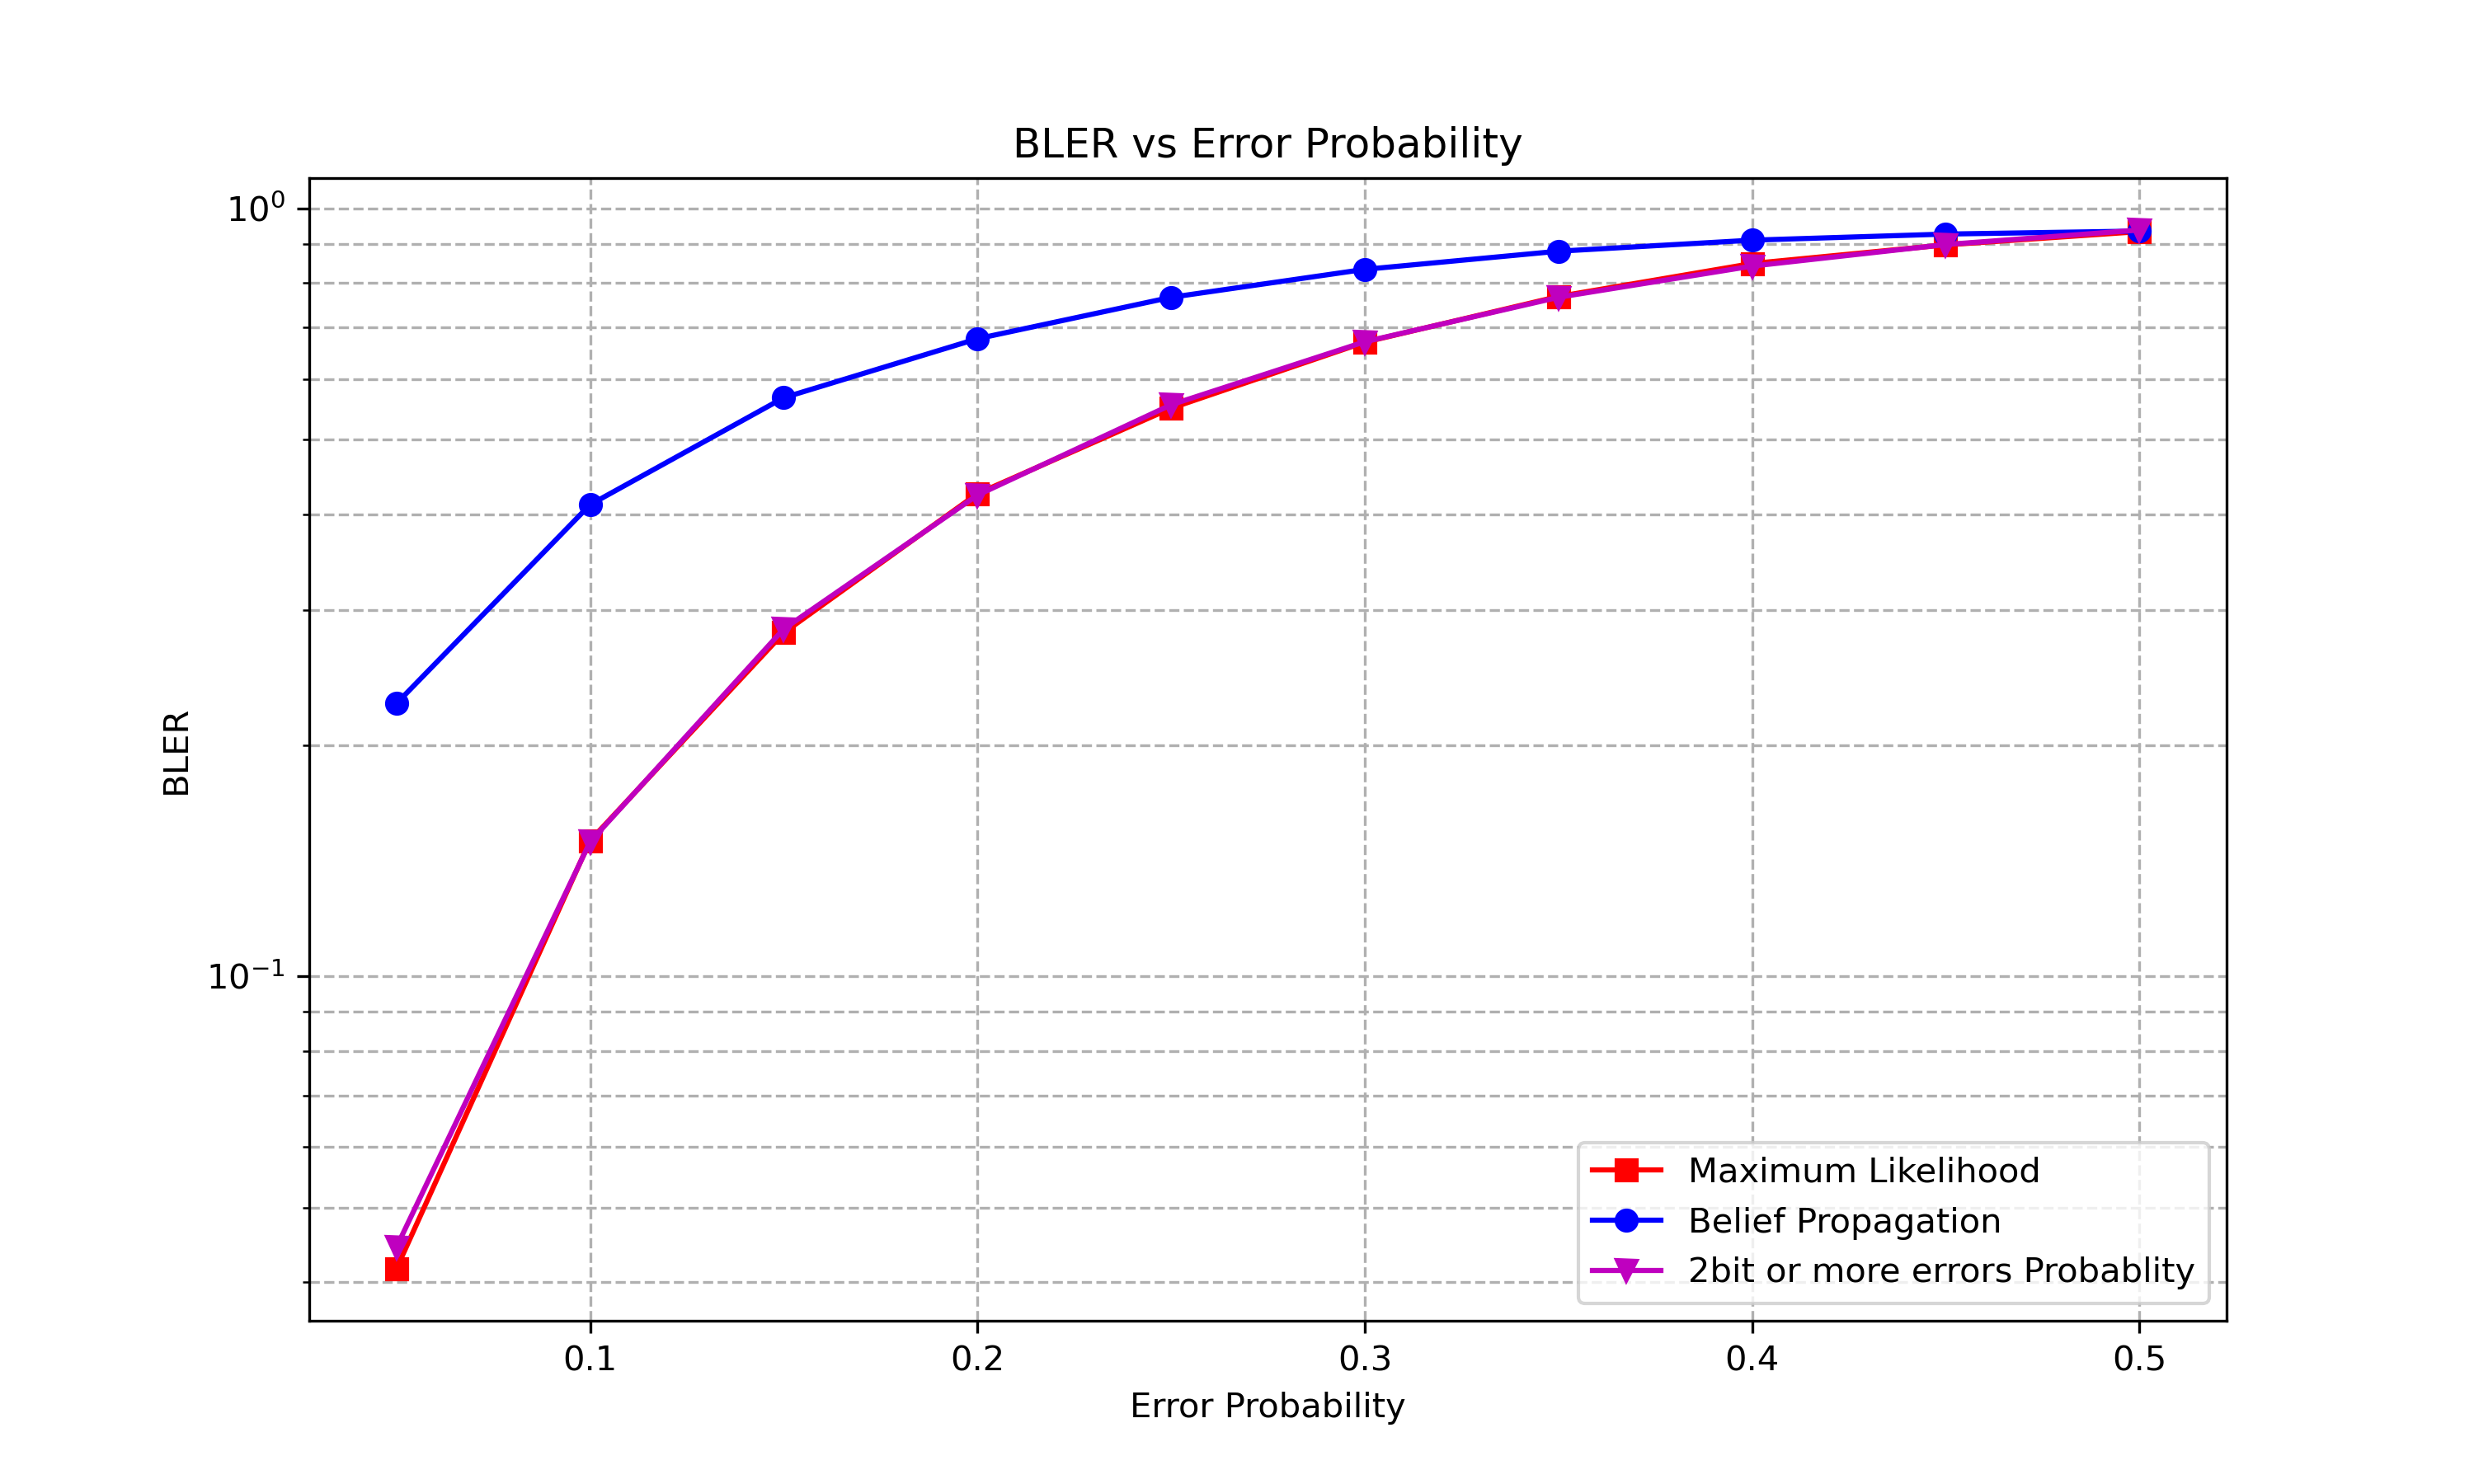 BLER vs Error Probability
10⁰
10⁻¹
BLER
0.1 0.2 0.3 0.4 0.5
Error Probability
Maximum Likelihood
Belief Propagation
2bit or more errors Probablity